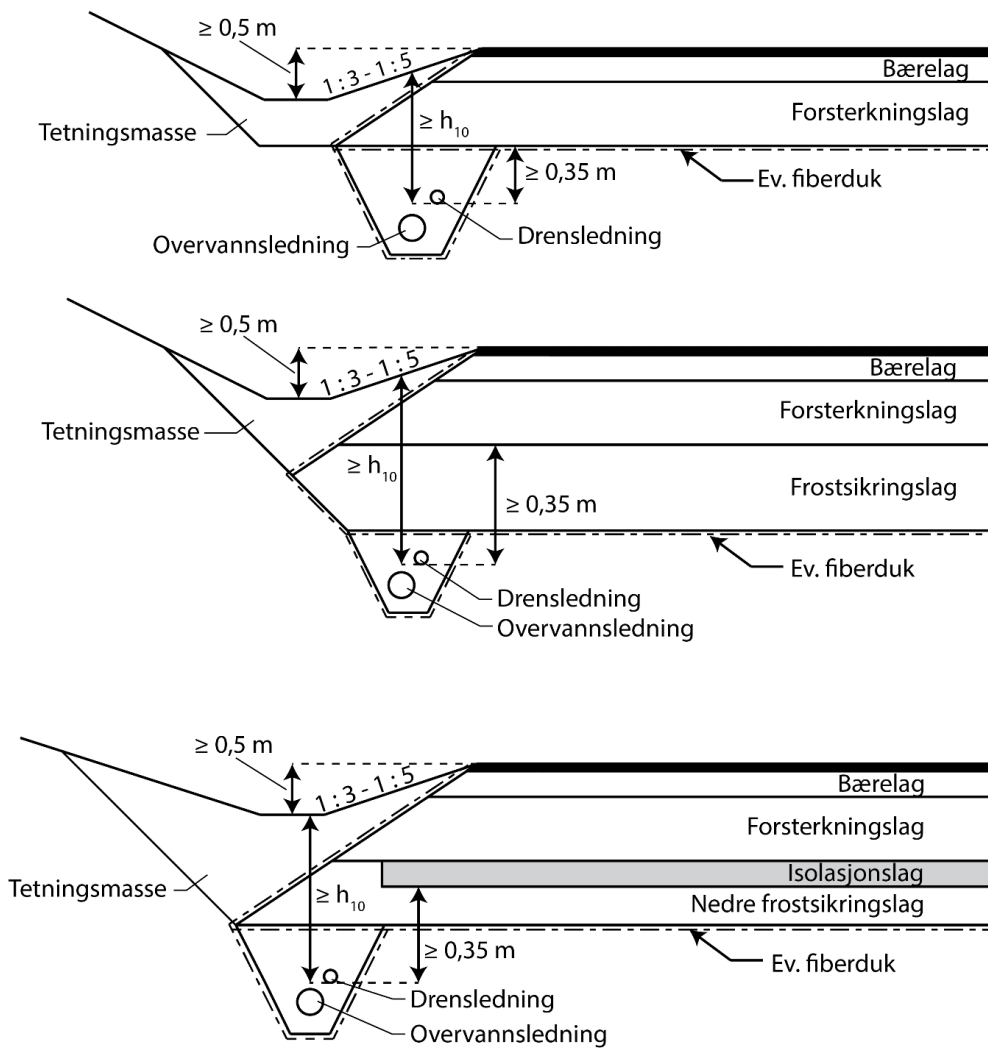 ≥ 0,5 m
1 : 3 - 1 : 5
Bærelag
Tetningsmasse
≥ h10
Forsterkningslag
≥ 0,35 m
Ev. fiberduk
Overvannsledning
Drensledning
≥ 0,5 m
1 : 3 - 1 : 5
Bærelag
Forsterkningslag
Tetningsmasse
≥ h10
≥ 0,35 m
Frostsikringslag
Ev. fiberduk
Drensledning
Overvannsledning
≥ 0,5 m
1 : 3 - 1 : 5
Bærelag
Forsterkningslag
Isolasjonslag
Tetningsmasse
≥ h10
Nedre frostsikringslag
≥ 0,35 m
Ev. fiberduk
Drensledning
Overvannsledning